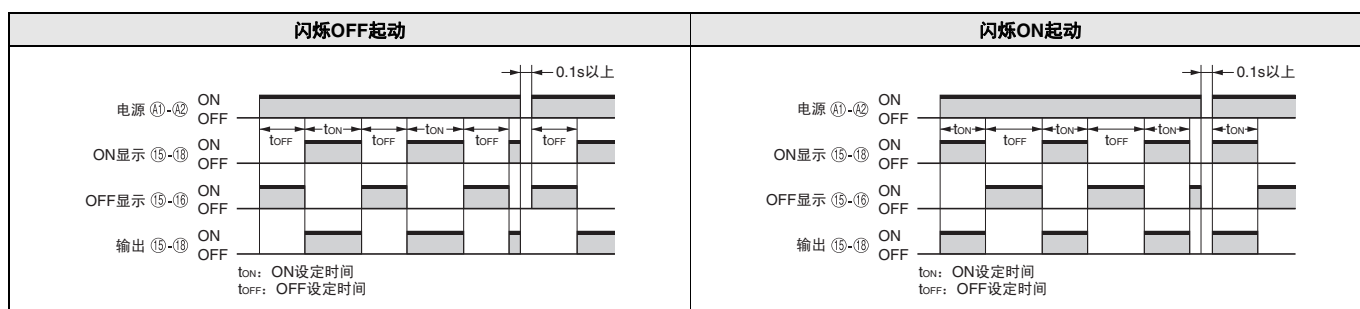 闪烁OFF起动
0.1s以上
电源 Ⓐ1-Ⓐ2 ON
OFF
tOFF tON tOFF tON tOFF tOFF
ON显示 ⑮-⑱ ON
OFF
OFF显示 ⑮-⑯ ON
OFF
输出 ⑮-⑱ ON
OFF
tON：ON设定时间
tOFF：OFF设定时间
闪烁ON起动
0.1s以上
电源 Ⓐ1-Ⓐ2 ON
OFF
tON tOFF tON tOFF tON tON
ON显示 ⑮-⑱ ON
OFF
OFF显示 ⑮-⑯ ON
OFF
输出 ⑮-⑱ ON
OFF
tON：ON设定时间
tOFF：OFF设定时间